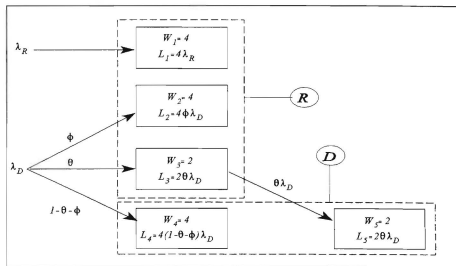 λ_R
W_1= 4
L_1= 4λ_R
W_2= 4
L_2= 4ϕλ_D
R
ϕ
D
λ_D
θ
W_3= 2
L_3= 2θλ_D
θλ_D
1-θ-ϕ
W_4= 4
L_4= 4(1-θ-ϕ)λ_D
W_5= 2
L_5= 2θλ_D